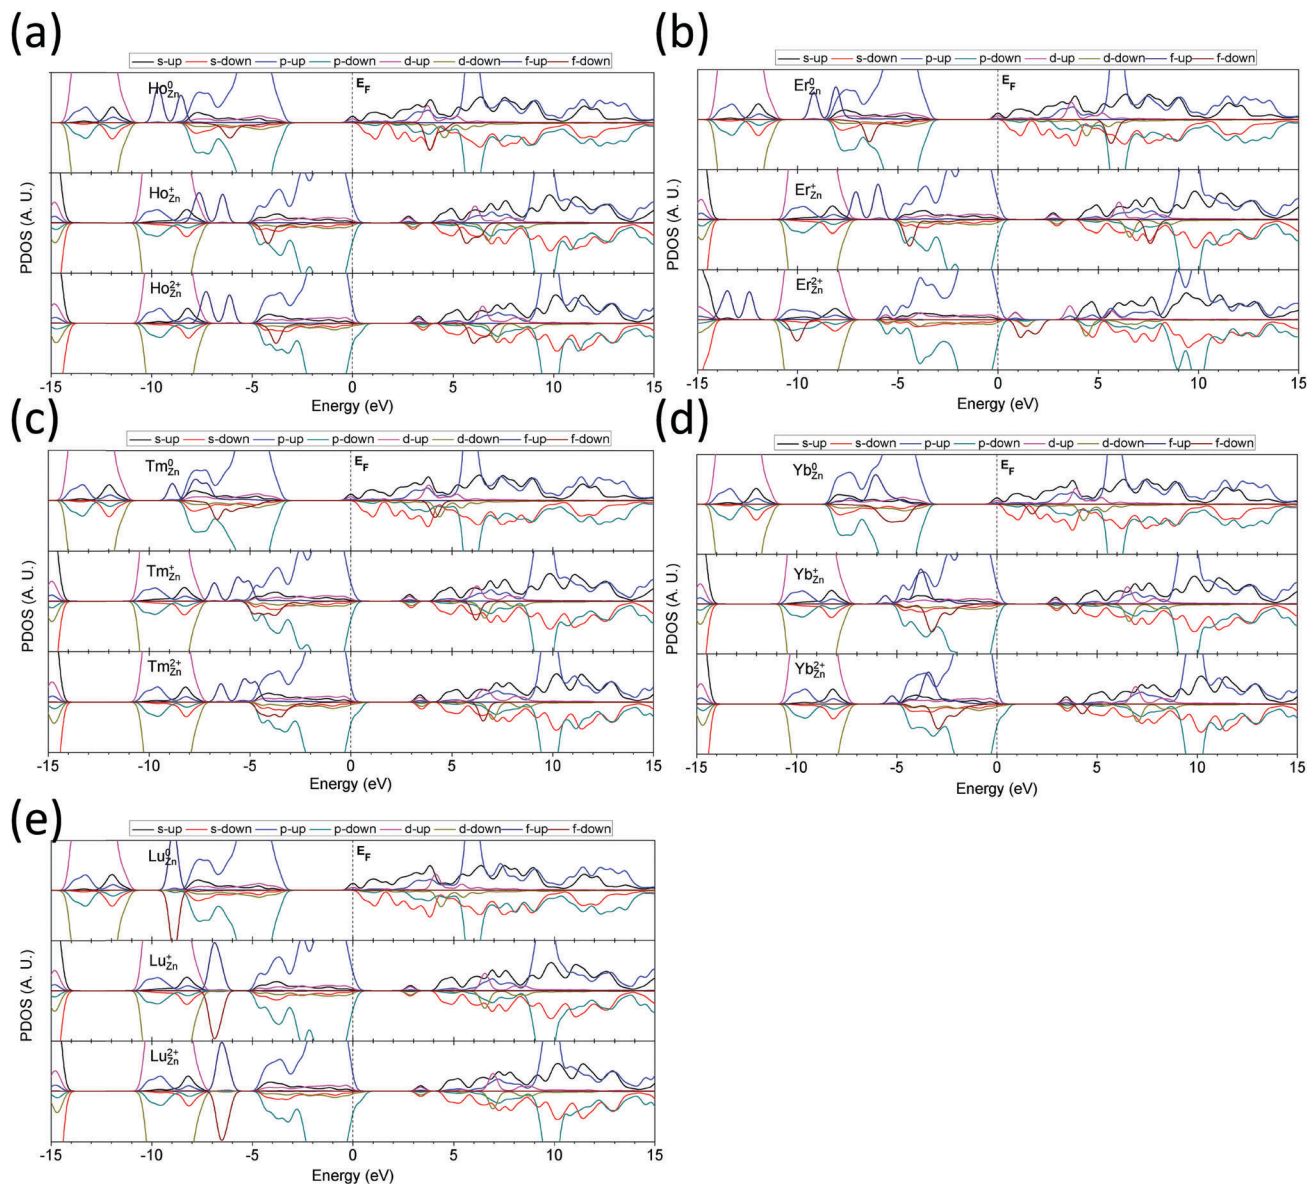 (a)
s-up s-down p-up p-down d-up d-down f-up f-down
Ho0Zn
EF
Ho+Zn
Ho2+Zn
PDOS (A. U.)
-15 -10 -5 0 5 10 15
Energy (eV)
(b)
s-up s-down p-up p-down d-up d-down f-up f-down
Er0Zn
EF
Er+Zn
Er2+Zn
PDOS (A. U.)
-15 -10 -5 0 5 10 15
Energy (eV)
(c)
s-up s-down p-up p-down d-up d-down f-up f-down
Tm0Zn
EF
Tm+Zn
Tm2+Zn
PDOS (A. U.)
-15 -10 -5 0 5 10 15
Energy (eV)
(d)
s-up s-down p-up p-down d-up d-down f-up f-down
Yb0Zn
EF
Yb+Zn
Yb2+Zn
PDOS (A. U.)
-15 -10 -5 0 5 10 15
Energy (eV)
(e)
s-up s-down p-up p-down d-up d-down f-up f-down
Lu0Zn
EF
Lu+Zn
Lu2+Zn
PDOS (A. U.)
-15 -10 -5 0 5 10 15
Energy (eV)